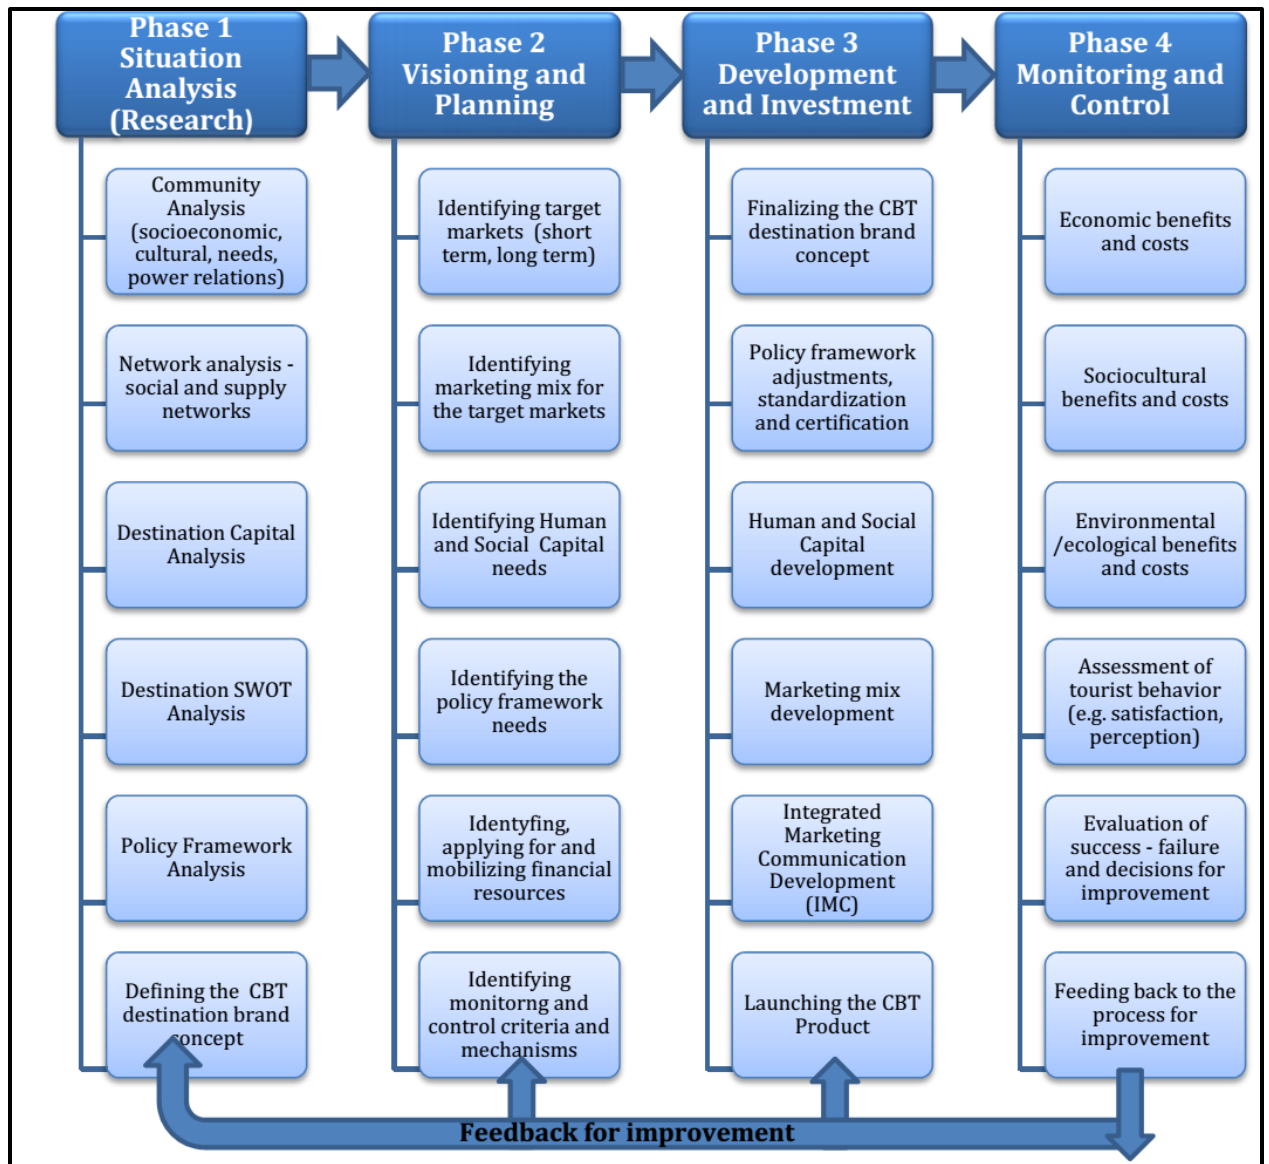 Phase 1
Situation
Analysis
(Research)
Community
Analysis
(socioeconomic,
cultural, needs,
power relations)
Network analysis -
social and supply
networks
Destination Capital
Analysis
Destination SWOT
Analysis
Policy Framework
Analysis
Defining the CBT
destination brand
concept
Phase 2
Visioning and
Planning
Identifying target
markets (short
term, long term)
Identifying
marketing mix for
the target markets
Identifying Human
and Social Capital
needs
Identifying the
policy framework
needs
Identyfing,
applying for and
mobilizing financial
resources
Identifying
monitorng and
control criteria and
mechanisms
Phase 3
Development
and Investment
Finalizing the CBT
destination brand
concept
Policy framework
adjustments,
standardization
and certification
Human and Social
Capital
development
Marketing mix
development
Integrated
Marketing
Communication
Development
(IMC)
Launching the CBT
Product
Phase 4
Monitoring and
Control
Economic benefits
and costs
Sociocultural
benefits and costs
Environmental
/ecological benefits
and costs
Assessment of
tourist behavior
(e.g. satisfaction,
perception)
Evaluation of
success - failure
and decisions for
improvement
Feeding back to the
process for
improvement
Feedback for improvement